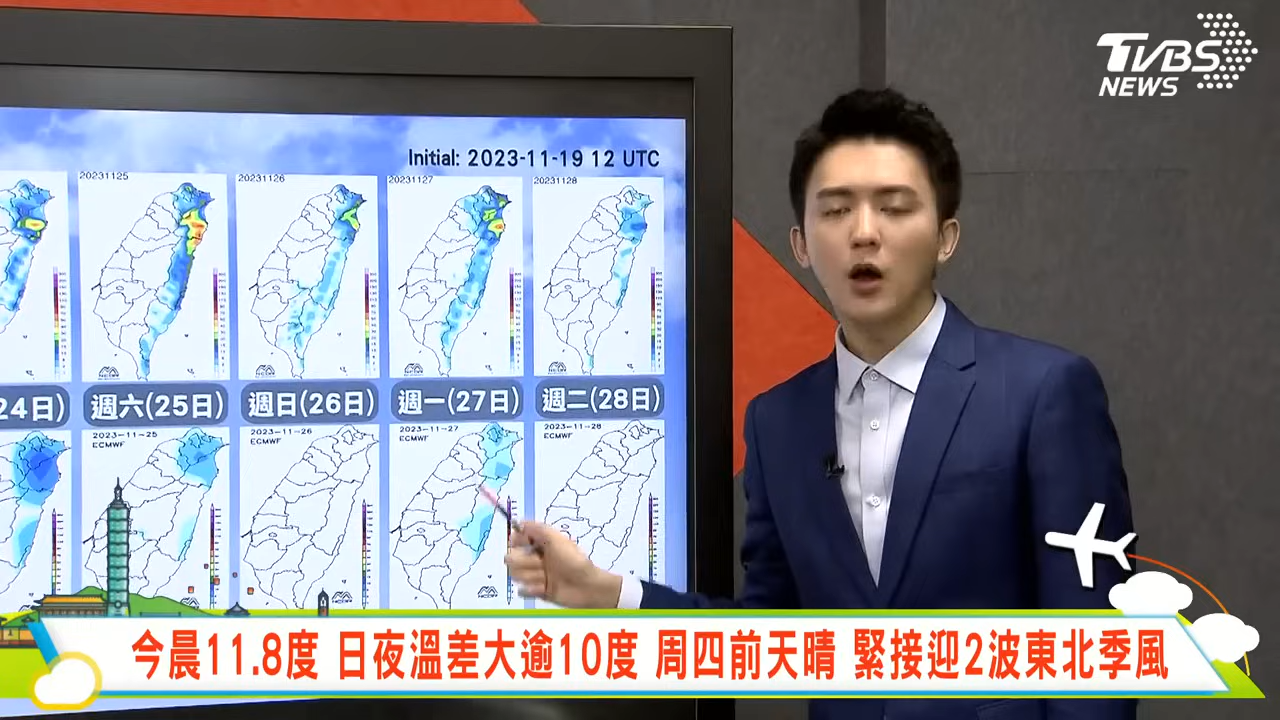 TVBS
NEWS
Initial: 2023-11-19 12 UTC
20231125
20231126
20231127
20231128
24日)
週六(25日)
週日(26日)
週一(27日)
週二(28日)
2023-11-25
ECMWF
2023-11-26
ECMWF
2023-11-27
ECMWF
2023-11-28
ECMWF
今晨11.8度 日夜溫差大逾10度 周四前天晴 緊接迎2波東北季風